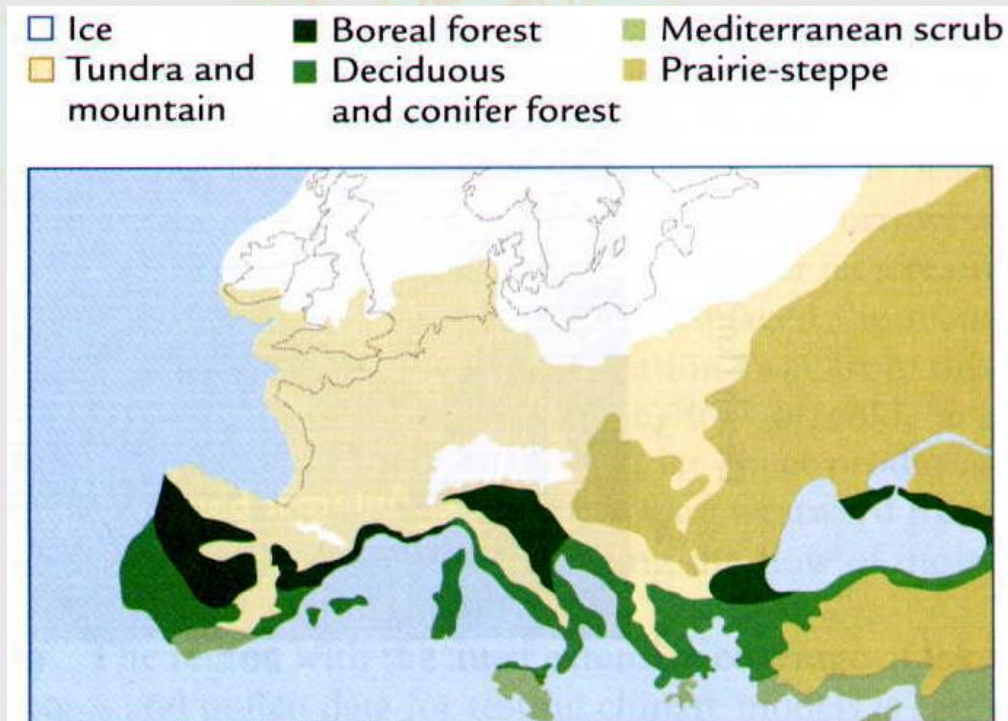 Ice
Tundra and
mountain
Boreal forest
Deciduous
and conifer forest
Mediterranean scrub
Prairie-steppe